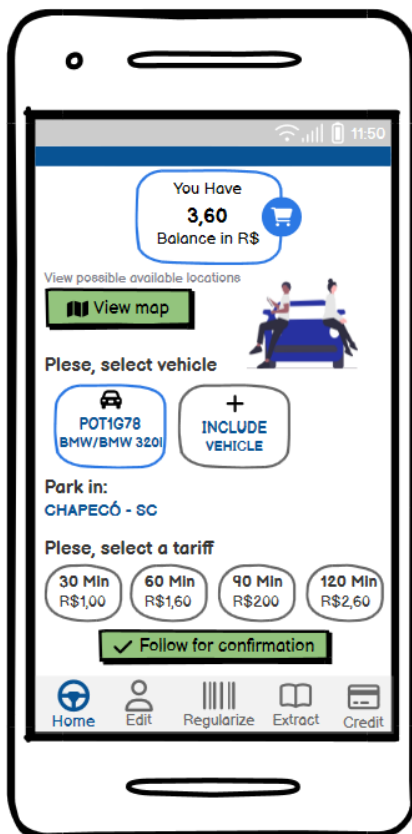 11:50
You Have
3,60
Balance in R$
View possible available locations
View map
Plese, select vehicle
POT1G78
BMW/BMW 320I
+
INCLUDE
VEHICLE
Park in:
CHAPECÓ - SC
Plese, select a tariff
30 Min 60 Min 90 Min 120 Min
R$1,00 R$1,60 R$200 R$2,60
Follow for confirmation
Home Edit Regularize Extract Credit